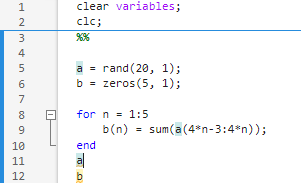 1 clear variables;
2 clc;
3 %%
4
5 a = rand(20, 1);
6 b = zeros(5, 1);
7
8 for n = 1:5
9 b(n) = sum(a(4*n-3:4*n));
10 end
11 a
12 b